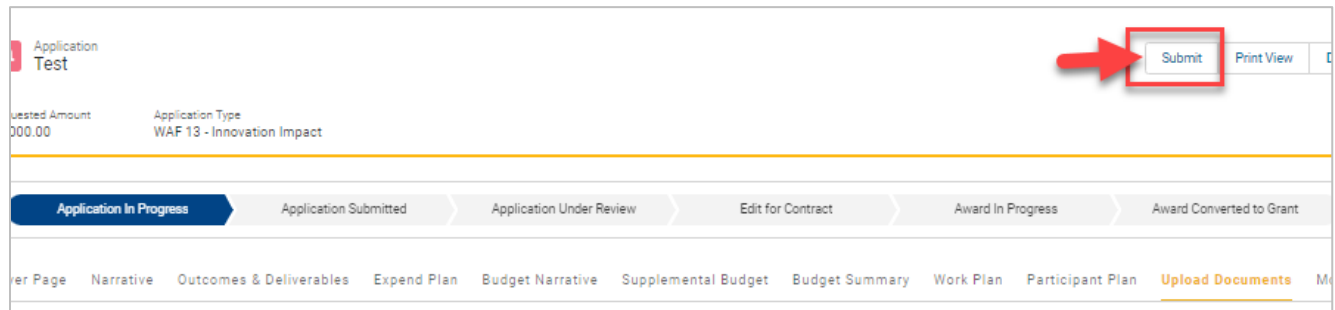 Application
Test
Submit Print View
Amount Application Type
000.00 WAF 13 - Innovation Impact
Application In Progress Application Submitted Application Under Review Edit for Contract Award In Progress Award Converted to Grant
Page Narrative Outcomes & Deliverables Expend Plan Budget Narrative Supplemental Budget Budget Summary Work Plan Participant Plan Upload Documents